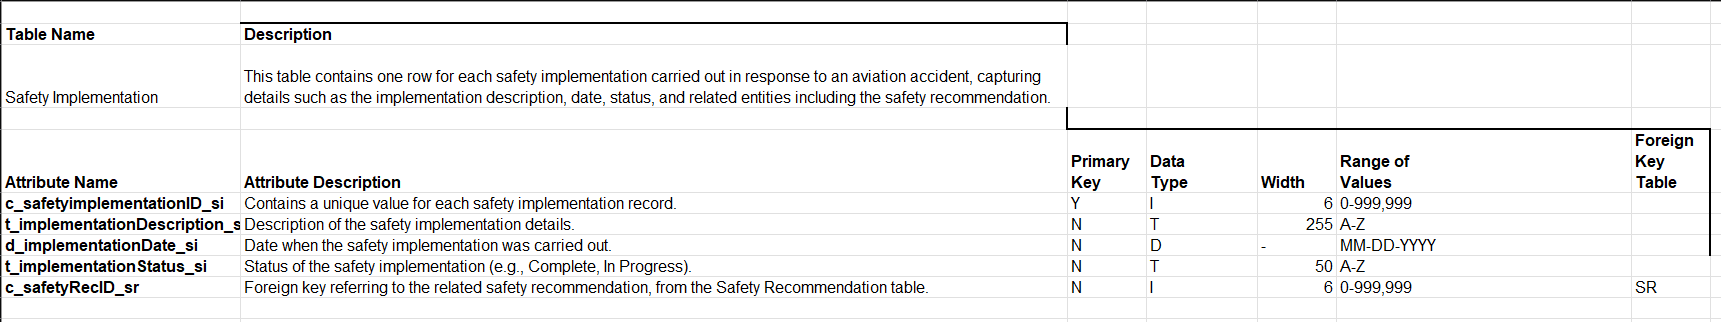 Table Name Description
This table contains one row for each safety implementation carried out in response to an aviation accident, capturing
Safety Implementation details such as the implementation description, date, status, and related entities including the safety recommendation.
Foreign
Primary Data Range of Key
Attribute Name Attribute Description Key Type Width Values Table
c_safetyimplementationID_si Contains a unique value for each safety implementation record. Y I 6 0-999,999
t_implementationDescription_s Description of the safety implementation details. N T 255 A-Z
d_implementationDate_si Date when the safety implementation was carried out. N D - MM-DD-YYYY
t_implementationStatus_si Status of the safety implementation (e.g., Complete, In Progress). N T 50 A-Z
c_safetyRecID_sr Foreign key referring to the related safety recommendation, from the Safety Recommendation table. N I 6 0-999,999 SR